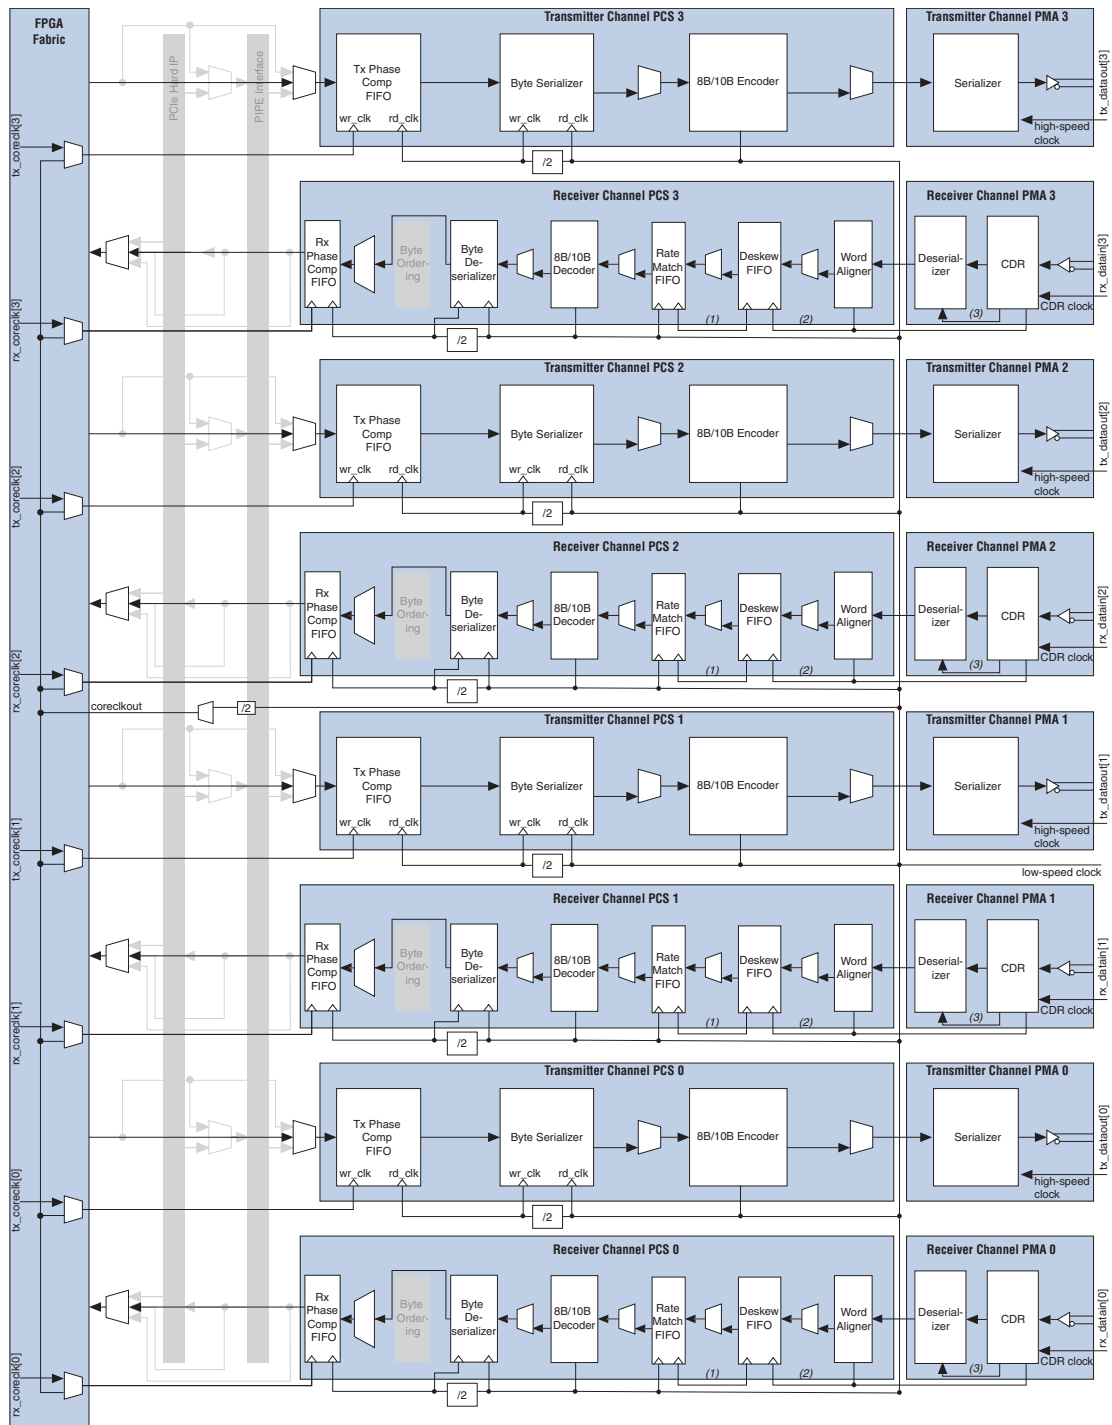 FPGA
Fabric
PCIe Hard IP
PIPE Interface
Transmitter Channel PCS 3
Tx Phase
Comp
FIFO
wr_clk
rd_clk
Byte Serializer
wr_clk
rd_clk
8B/10B Encoder
/2
Transmitter Channel PMA 3
Serializer
high-speed
clock
tx_dataout[3]
tx_coreclk[3]
Receiver Channel PCS 3
Rx
Phase
Comp
FIFO
Byte
Order-
ing
Byte
De-
serializer
8B/10B
Decoder
Rate
Match
FIFO
Deskew
FIFO
Word
Aligner
(1)
(2)
/2
Receiver Channel PMA 3
Deserial-
izer
CDR
(3)
CDR clock
rx_datain[3]
rx_coreclk[3]
Transmitter Channel PCS 2
Tx Phase
Comp
FIFO
wr_clk
rd_clk
Byte Serializer
wr_clk
rd_clk
8B/10B Encoder
/2
Transmitter Channel PMA 2
Serializer
high-speed
clock
tx_dataout[2]
tx_coreclk[2]
Receiver Channel PCS 2
Rx
Phase
Comp
FIFO
Byte
Order-
ing
Byte
De-
serializer
8B/10B
Decoder
Rate
Match
FIFO
Deskew
FIFO
Word
Aligner
(1)
(2)
/2
Receiver Channel PMA 2
Deserial-
izer
CDR
(3)
CDR clock
rx_datain[2]
rx_coreclk[2]
coreclkout
/2
Transmitter Channel PCS 1
Tx Phase
Comp
FIFO
wr_clk
rd_clk
Byte Serializer
wr_clk
rd_clk
8B/10B Encoder
/2
Transmitter Channel PMA 1
Serializer
high-speed
clock
tx_dataout[1]
tx_coreclk[1]
low-speed clock
Receiver Channel PCS 1
Rx
Phase
Comp
FIFO
Byte
Order-
ing
Byte
De-
serializer
8B/10B
Decoder
Rate
Match
FIFO
Deskew
FIFO
Word
Aligner
(1)
(2)
/2
Receiver Channel PMA 1
Deserial-
izer
CDR
(3)
CDR clock
rx_datain[1]
rx_coreclk[1]
Transmitter Channel PCS 0
Tx Phase
Comp
FIFO
wr_clk
rd_clk
Byte Serializer
wr_clk
rd_clk
8B/10B Encoder
/2
Transmitter Channel PMA 0
Serializer
high-speed
clock
tx_dataout[0]
tx_coreclk[0]
Receiver Channel PCS 0
Rx
Phase
Comp
FIFO
Byte
Order-
ing
Byte
De-
serializer
8B/10B
Decoder
Rate
Match
FIFO
Deskew
FIFO
Word
Aligner
(1)
(2)
/2
Receiver Channel PMA 0
Deserial-
izer
CDR
(3)
CDR clock
rx_datain[0]
rx_coreclk[0]